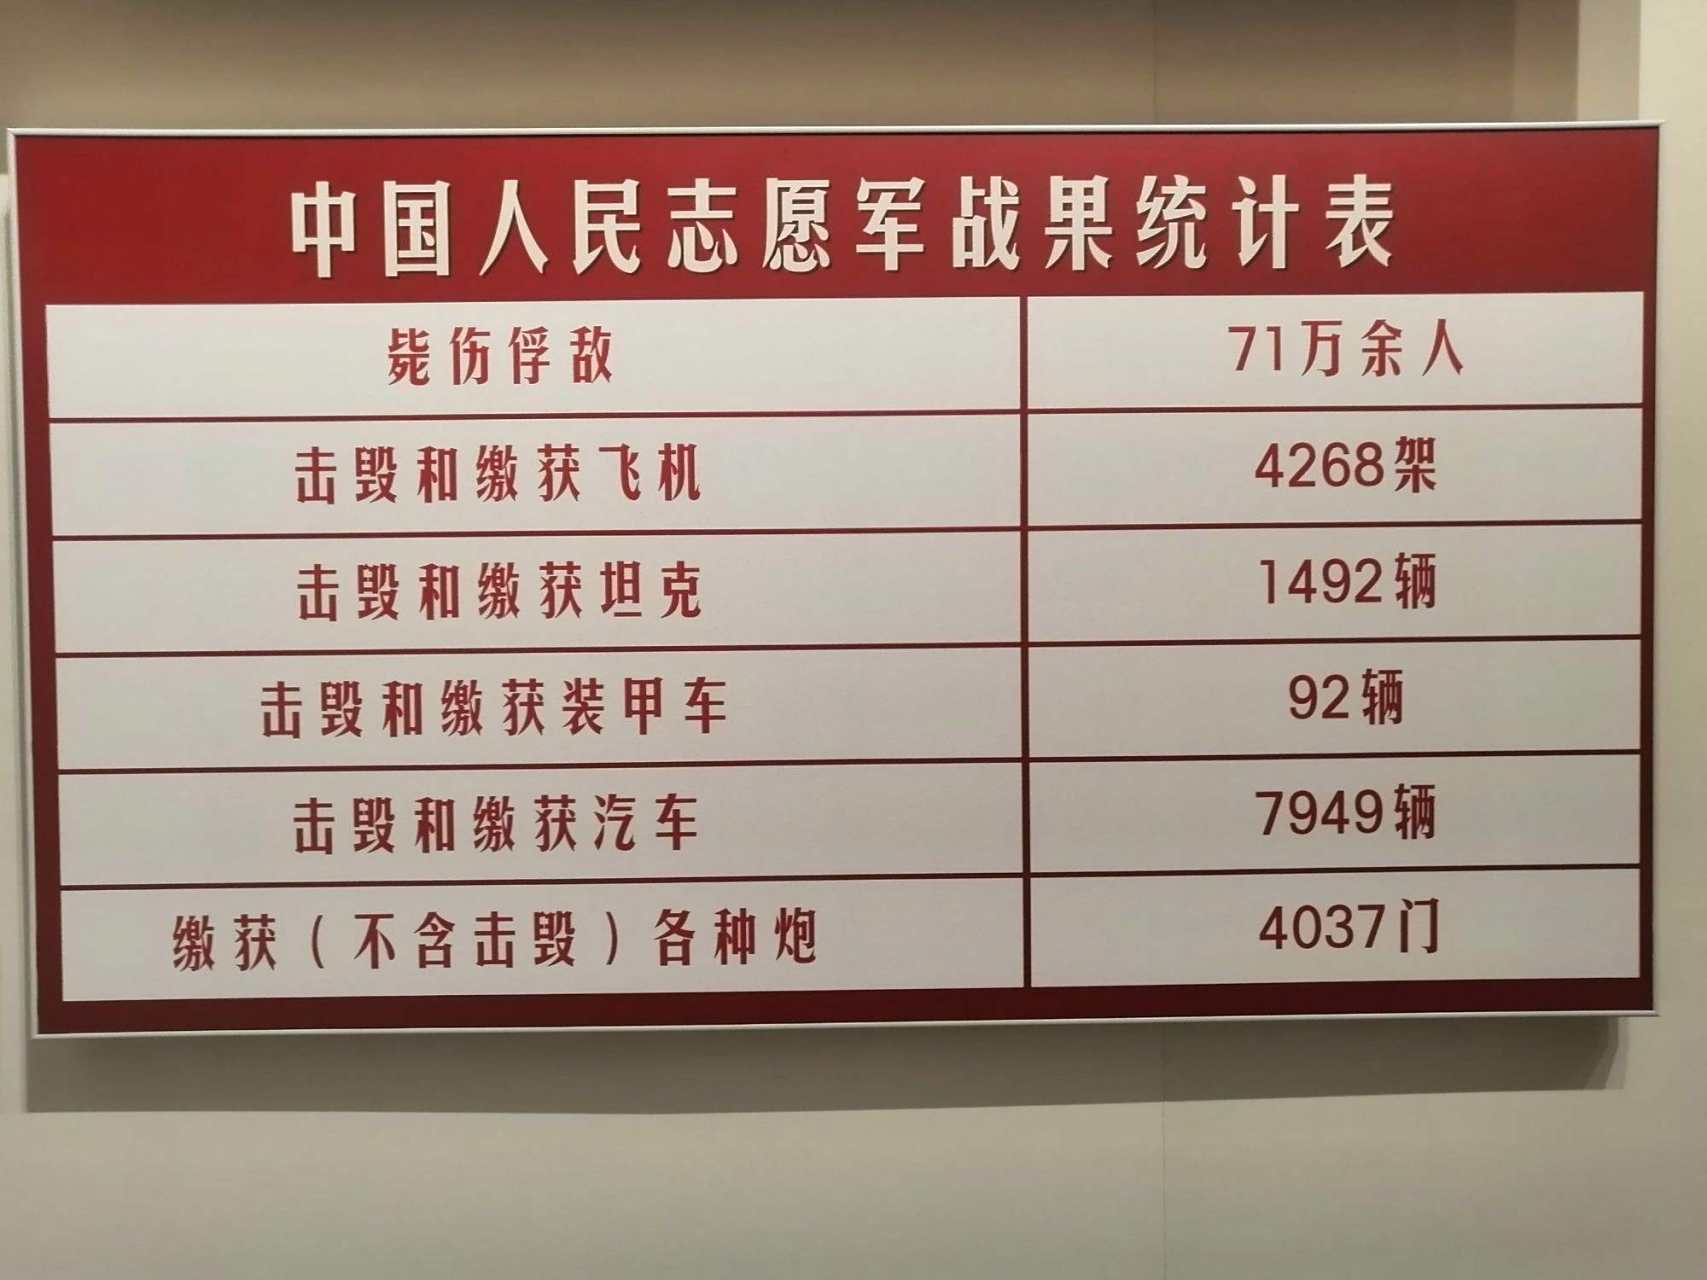 中国人民志愿军战果统计表
毙伤俘敌 71万余人
击毁和缴获飞机 4268架
击毁和缴获坦克 1492辆
击毁和缴获装甲车 92辆
击毁和缴获汽车 7949辆
缴获（不含击毁）各种炮 4037门